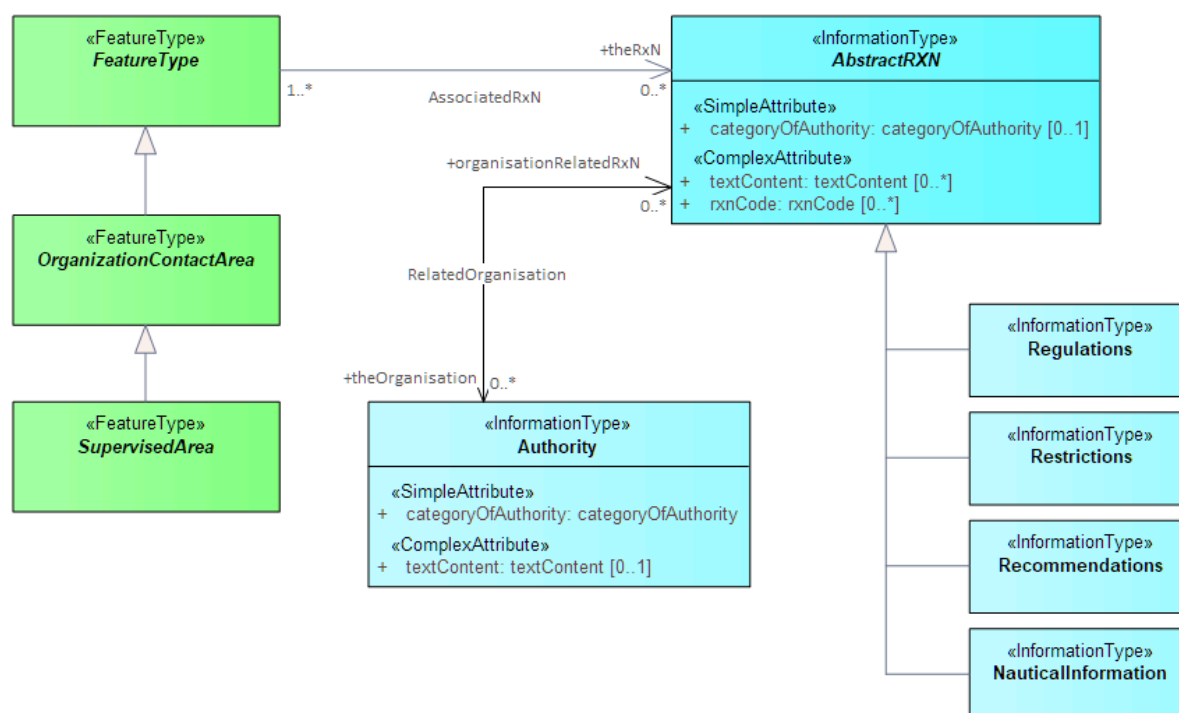 «FeatureType»
FeatureType
1..*
AssociatedRxN
+theRxN
0..*
«InformationType»
AbstractRXN
«SimpleAttribute»
+ categoryOfAuthority: categoryOfAuthority [0..1]
«ComplexAttribute»
+ textContent: textContent [0..*]
+ rxnCode: rxnCode [0..*]
+organisationRelatedRxN
0..*
«FeatureType»
OrganizationContactArea
RelatedOrganisation
«InformationType»
Regulations
+theOrganisation
0..*
«FeatureType»
SupervisedArea
«InformationType»
Authority
«SimpleAttribute»
+ categoryOfAuthority: categoryOfAuthority
«ComplexAttribute»
+ textContent: textContent [0..1]
«InformationType»
Restrictions
«InformationType»
Recommendations
«InformationType»
NauticalInformation